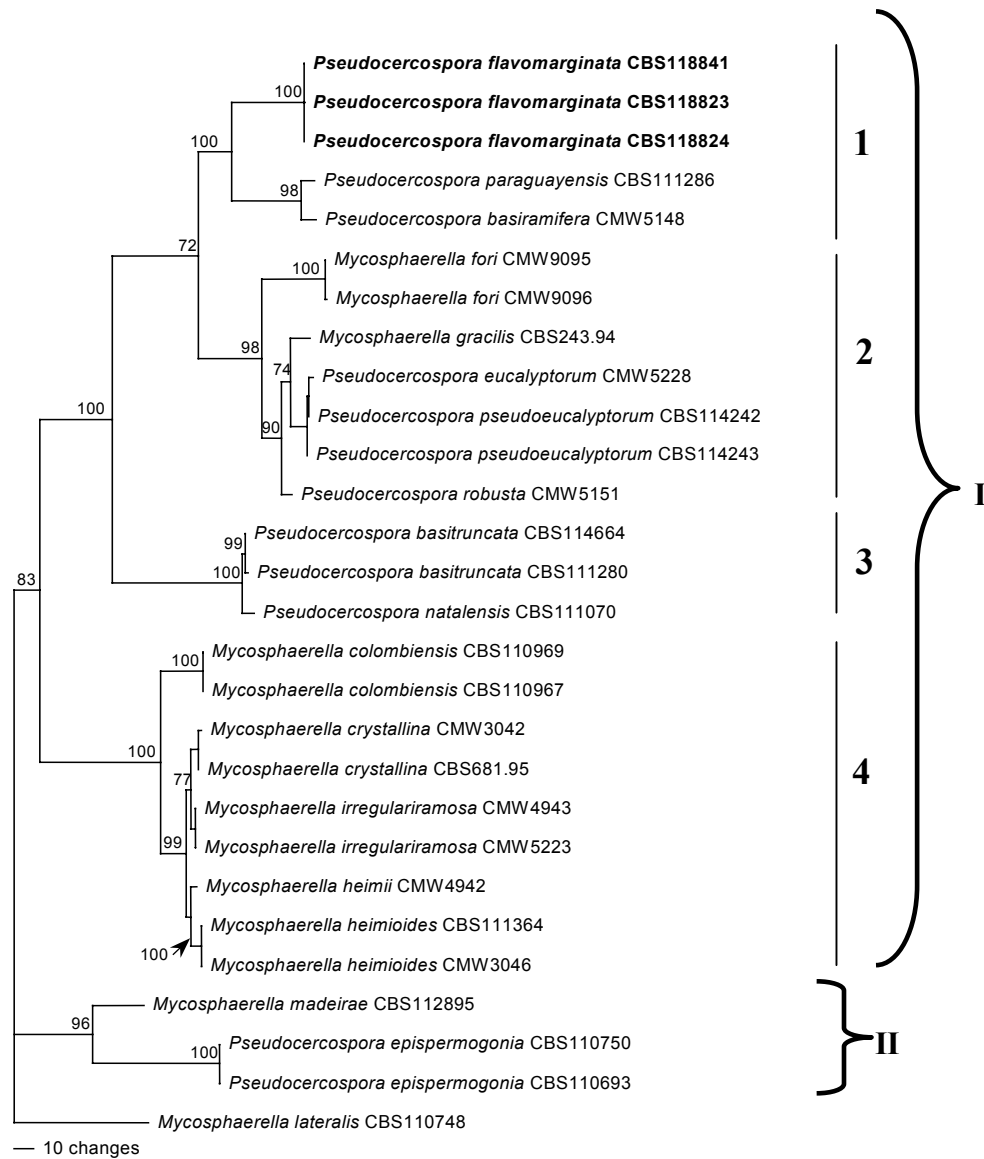 Pseudocercospora flavomarginata CBS118841
100
Pseudocercospora flavomarginata CBS118823
Pseudocercospora flavomarginata CBS118824
100
1
Pseudocercospora paraguayensis CBS111286
98
Pseudocercospora basiramifera CMW5148
72
Mycosphaerella fori CMW9095
100
Mycosphaerella fori CMW9096
Mycosphaerella gracilis CBS243.94
98
2
74
Pseudocercospora eucalyptorum CMW5228
Pseudocercospora pseudoeucalyptorum CBS114242
100
90
Pseudocercospora pseudoeucalyptorum CBS114243
Pseudocercospora robusta CMW5151
I
Pseudocercospora basitruncata CBS114664
99
3
Pseudocercospora basitruncata CBS111280
100
83
Pseudocercospora natalensis CBS111070
Mycosphaerella colombiensis CBS110969
100
Mycosphaerella colombiensis CBS110967
Mycosphaerella crystallina CMW3042
100
Mycosphaerella crystallina CBS681.95
4
77
Mycosphaerella irregulariramosa CMW4943
99
Mycosphaerella irregulariramosa CMW5223
Mycosphaerella heimii CMW4942
Mycosphaerella heimioides CBS111364
100
Mycosphaerella heimioides CMW3046
Mycosphaerella madeirae CBS112895
96
Pseudocercospora epispermogonia CBS110750
II
100
Pseudocercospora epispermogonia CBS110693
Mycosphaerella lateralis CBS110748
10 changes